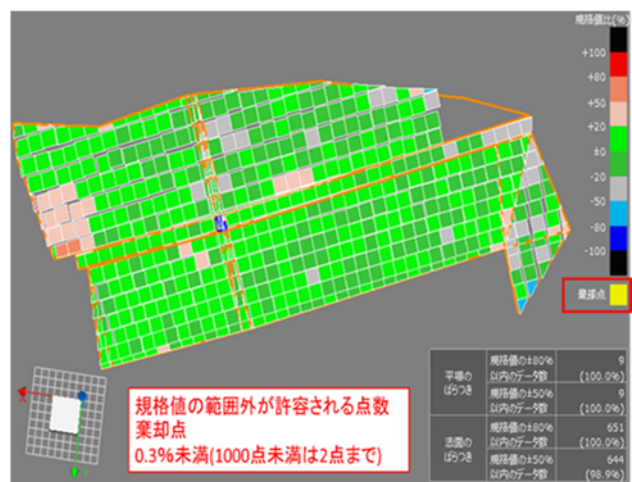 規格値比(%)
+100
+80
+50
+20
±0
-20
-50
-80
-100
棄却点
規格値の範囲外が許容される点数
棄却点
0.3%未満(1000点未満は2点まで)
平場の
ばらつき
規格値の±80%
以内のデータ数
9
(100.0%)
規格値の±50%
以内のデータ数
9
(100.0%)
法面の
ばらつき
規格値の±80%
以内のデータ数
651
(100.0%)
規格値の±50%
以内のデータ数
644
(98.9%)